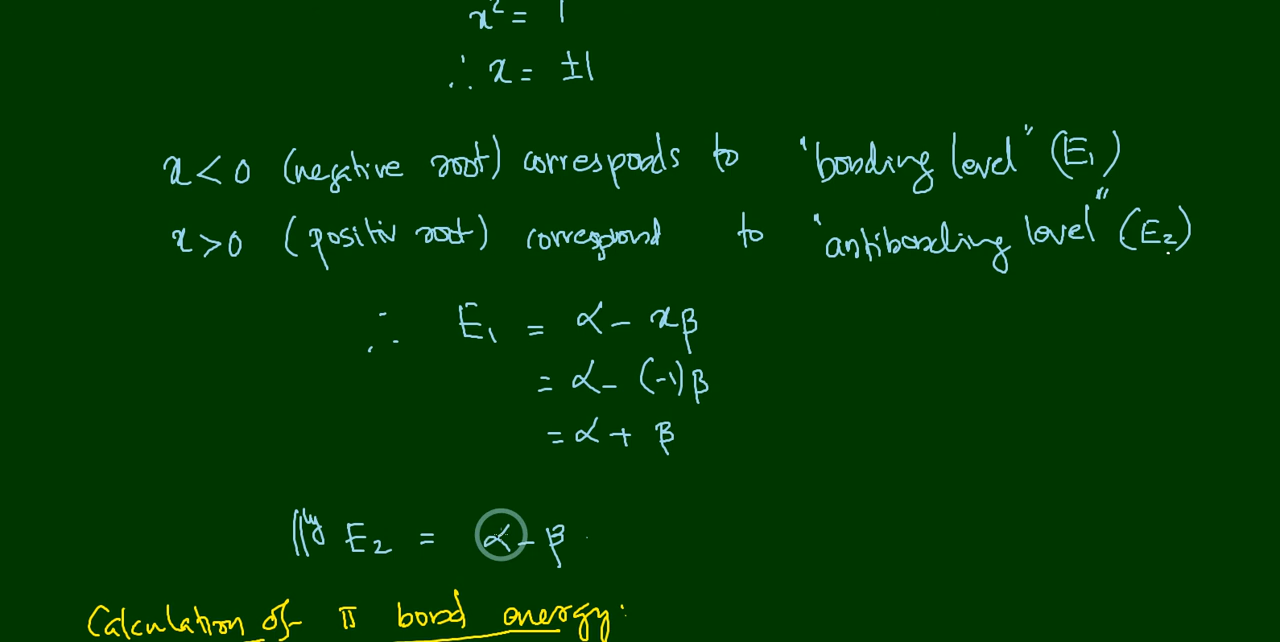 x² = 1
∴ x = ±1
x < 0 (negative root) corresponds to "bonding level" (E₁)
x > 0 (positiv root) correspond to "antibonding level" (E₂)
∴ E₁ = α - xβ
= α - (-1)β
= α + β
||ly E₂ = α - β
Calculation of π bond energy: